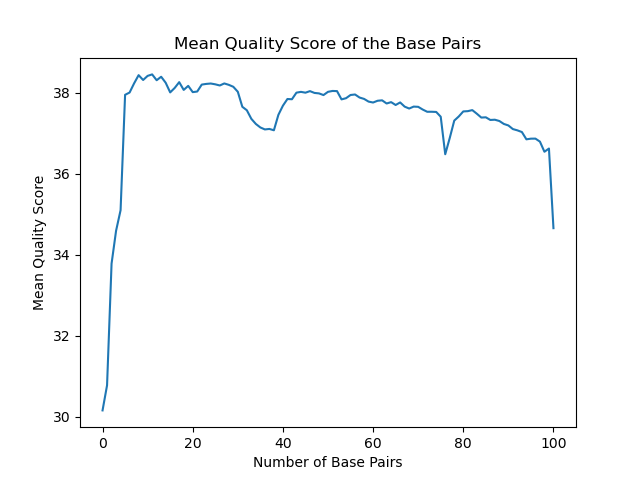 Mean Quality Score of the Base Pairs
Mean Quality Score
38
36
34
32
30
0 20 40 60 80 100
Number of Base Pairs